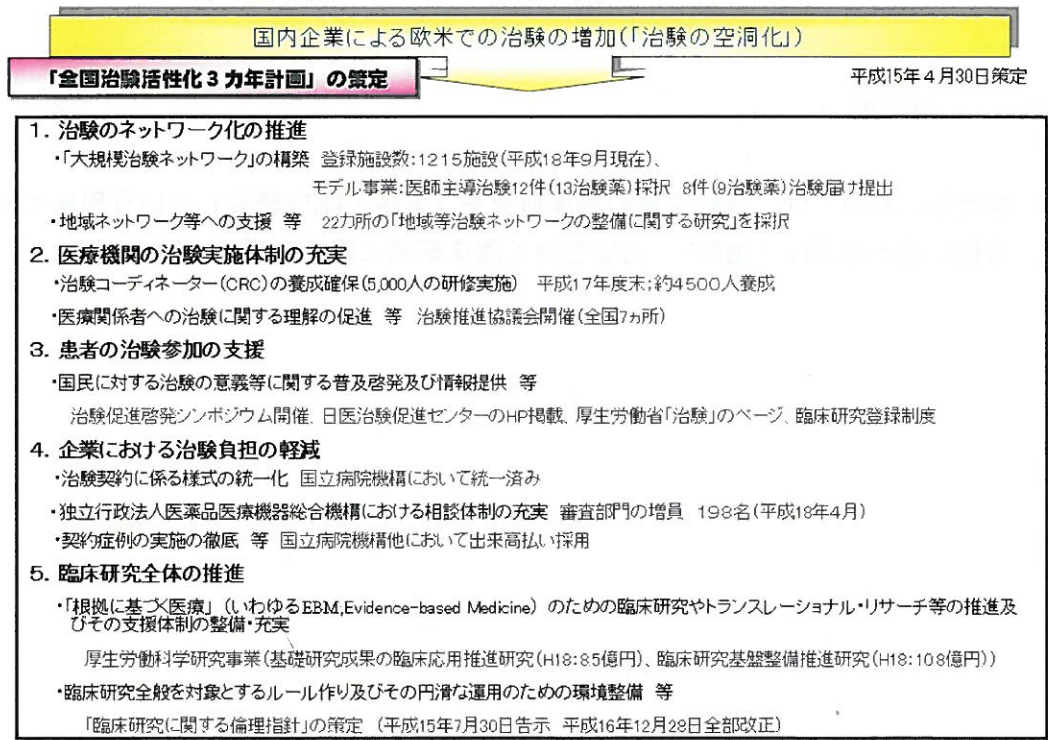 国内企業による欧米での治験の増加(「治験の空洞化」)
「全国治験活性化３カ年計画」の策定
平成15年４月30日策定
1. 治験のネットワーク化の推進
・「大規模治験ネットワーク」の構築 登録施設数:1215施設(平成18年9月現在)、
モデル事業:医師主導治験12件(13治験薬)採択 8件(9治験薬)治験届け提出
・地域ネットワーク等への支援 等 22カ所の「地域等治験ネットワークの整備に関する研究」を採択
2. 医療機関の治験実施体制の充実
・治験コーディネーター(CRC)の養成確保(5,000人の研修実施) 平成17年度末;約4500人養成
・医療関係者への治験に関する理解の促進 等 治験推進協議会開催(全国7ヵ所)
3. 患者の治験参加の支援
・国民に対する治験の意義等に関する普及啓発及び情報提供 等
治験促進啓発シンポジウム開催、日医治験促進センターのHP掲載、厚生労働省「治験」のページ、臨床研究登録制度
4. 企業における治験負担の軽減
・治験契約に係る様式の統一化 国立病院機構において統一済み
・独立行政法人医薬品医療機器総合機構における相談体制の充実 審査部門の増員 198名(平成18年4月)
・契約症例の実施の徹底 等 国立病院機構他において出来高払い採用
5. 臨床研究全体の推進
・「根拠に基づく医療」(いわゆるEBM,Evidence-based Medicine)のための臨床研究やトランスレーショナル・リサーチ等の推進及
びその支援体制の整備・充実
厚生労働科学研究事業(基礎研究成果の臨床応用推進研究(H18:8.5億円)、臨床研究基盤整備推進研究(H18:10.8億円))
・臨床研究全般を対象とするルール作り及びその円滑な運用のための環境整備 等
「臨床研究に関する倫理指針」の策定 (平成15年7月30日告示 平成16年12月28日全部改正)